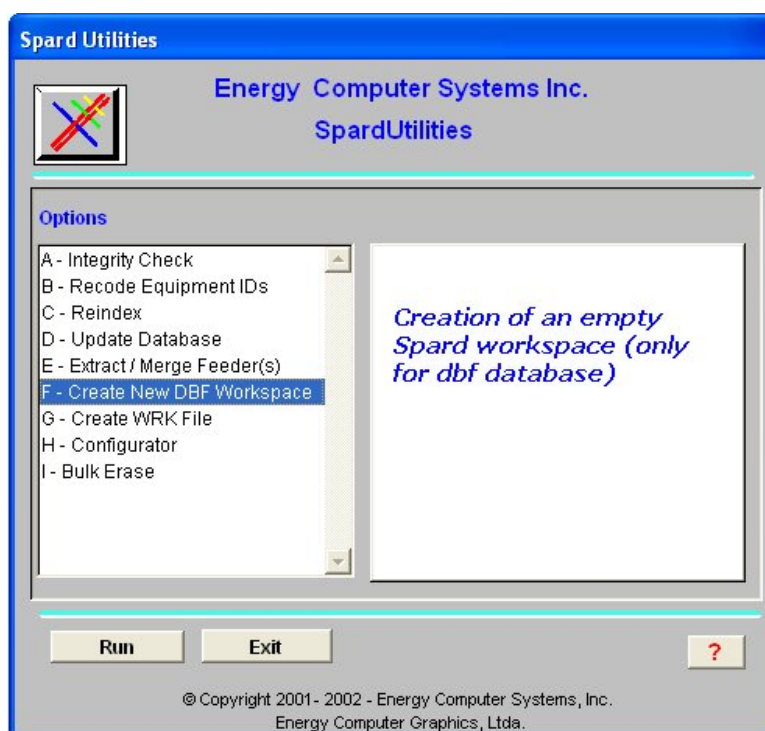 Spard Utilities
Energy Computer Systems Inc.
SpardUtilities
Options
A - Integrity Check
B - Recode Equipment IDs
C - Reindex
D - Update Database
E - Extract / Merge Feeder(s)
F - Create New DBF Workspace
G - Create WRK File
H - Configurator
I - Bulk Erase
Creation of an empty
Spard workspace (only
for dbf database)
Run
Exit
?
© Copyright 2001 - 2002 - Energy Computer Systems, Inc.
Energy Computer Graphics, Ltda.